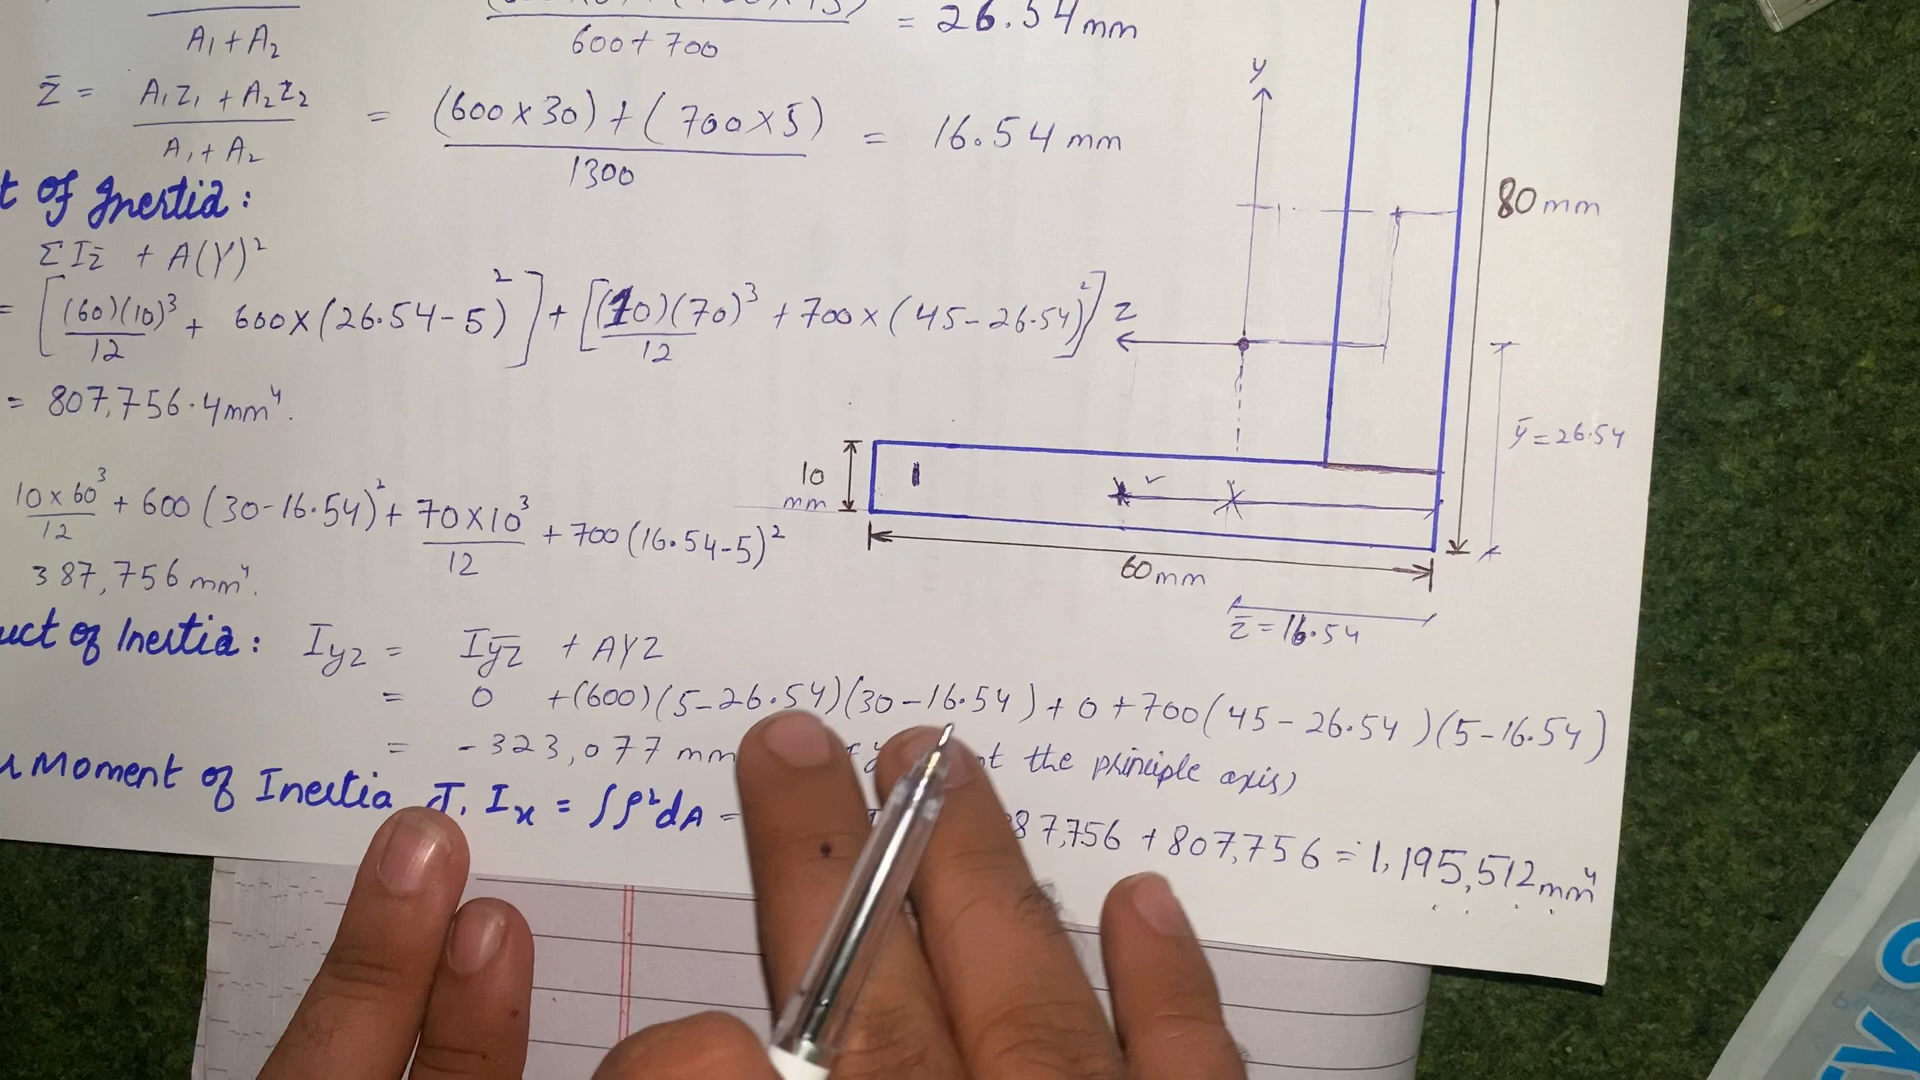 A₁ + A₂
600 + 700
= 26.54 mm
z̄ = A₁z₁ + A₂z₂ / A₁ + A₂ = (600 × 30) + (700 × 5) / 1300 = 16.54 mm
t of Inertia:
ΣI z̄ + A(Y)²
= [(60)(10)³/12 + 600 × (26.54 - 5)²] + [(10)(70)³/12 + 700 × (45 - 26.54)²]
= 807,756.4 mm⁴.
10 × 60³/12 + 600 (30 - 16.54)² + 70 × 10³/12 + 700 (16.54 - 5)²
387,756 mm⁴.
uct of Inertia: Iyz = Iȳz̄ + AYZ
= 0 + (600)(5 - 26.54)(30 - 16.54) + 0 + 700 (45 - 26.54)(5 - 16.54)
= -323,077 mm
the principle axis)
Moment of Inertia J, Ix = ∫ρ²dA =
87,756 + 807,756 = 1,195,512 mm⁴
y
z
80 mm
ȳ = 26.54
10 mm
1
60 mm
z̄ = 16.54